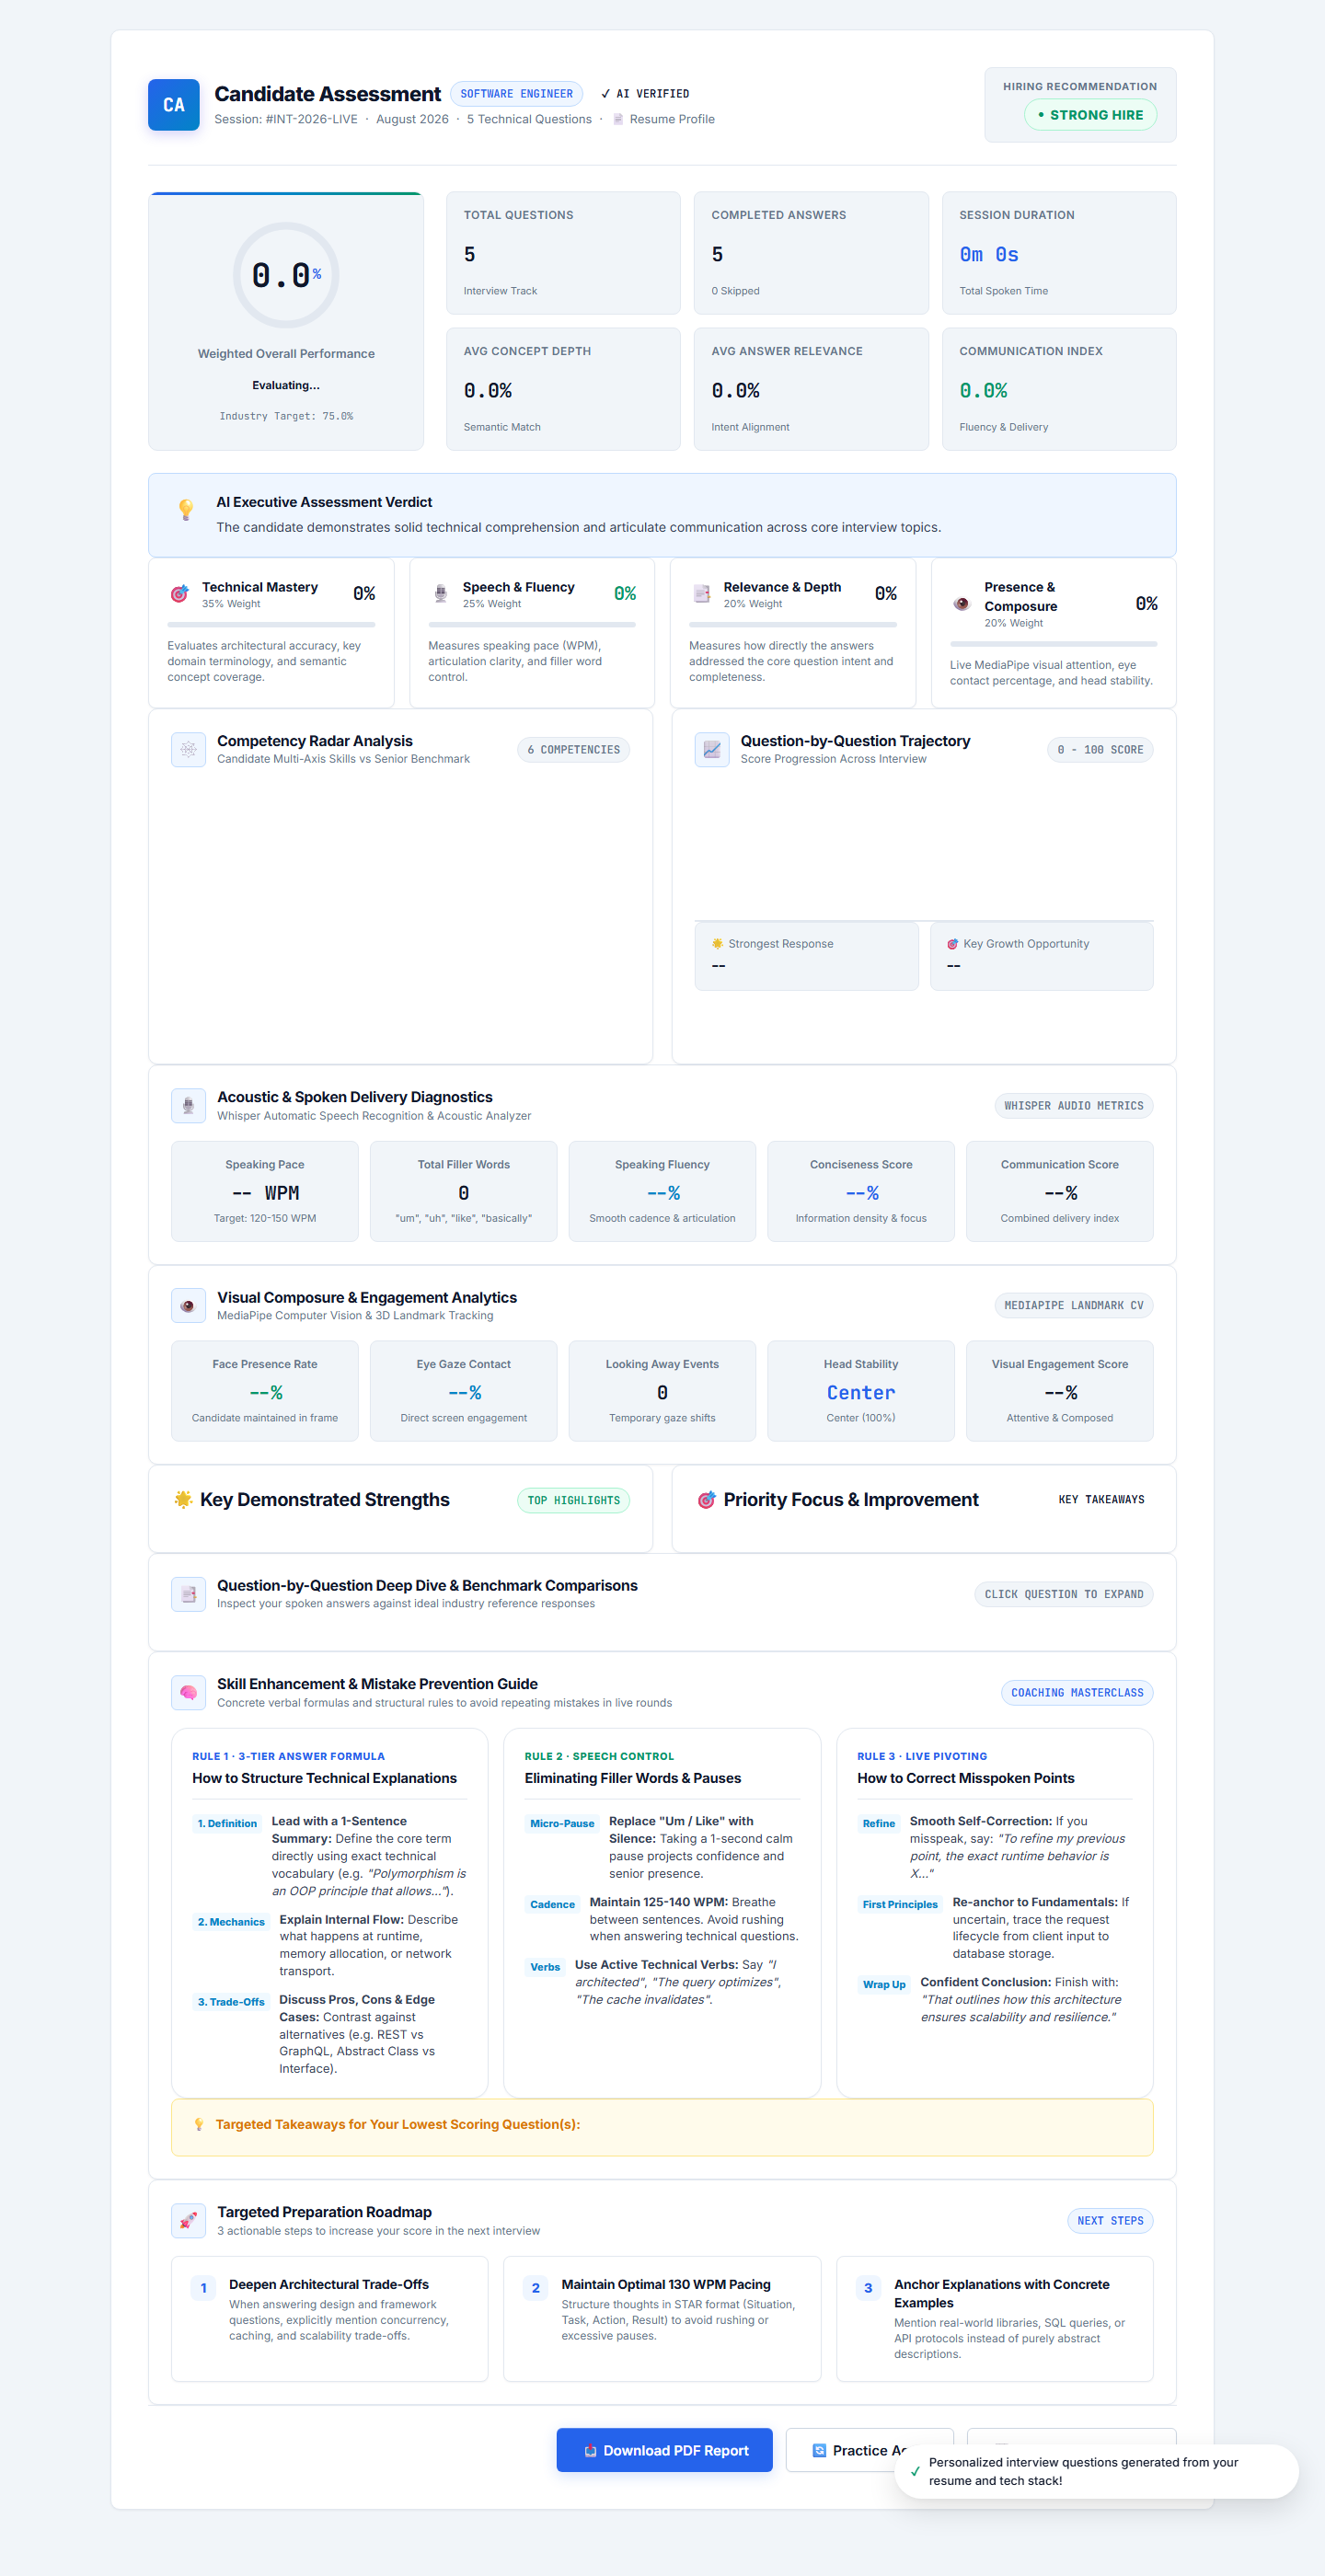 CA
Candidate Assessment SOFTWARE ENGINEER ✓ AI VERIFIED
Session: #INT-2026-LIVE · August 2026 · 5 Technical Questions · Resume Profile
HIRING RECOMMENDATION
• STRONG HIRE
0.0%
Weighted Overall Performance
Evaluating...
Industry Target: 75.0%
TOTAL QUESTIONS
5
Interview Track
COMPLETED ANSWERS
5
0 Skipped
SESSION DURATION
0m 0s
Total Spoken Time
AVG CONCEPT DEPTH
0.0%
Semantic Match
AVG ANSWER RELEVANCE
0.0%
Intent Alignment
COMMUNICATION INDEX
0.0%
Fluency & Delivery
AI Executive Assessment Verdict
The candidate demonstrates solid technical comprehension and articulate communication across core interview topics.
Technical Mastery
35% Weight
0%
Evaluates architectural accuracy, key
domain terminology, and semantic
concept coverage.
Speech & Fluency
25% Weight
0%
Measures speaking pace (WPM),
articulation clarity, and filler word
control.
Relevance & Depth
20% Weight
0%
Measures how directly the answers
addressed the core question intent and
completeness.
Presence &
Composure
20% Weight
0%
Live MediaPipe visual attention, eye
contact percentage, and head stability.
Competency Radar Analysis
Candidate Multi-Axis Skills vs Senior Benchmark
6 COMPETENCIES
Question-by-Question Trajectory
Score Progression Across Interview
0 - 100 SCORE
Strongest Response
--
Key Growth Opportunity
--
Acoustic & Spoken Delivery Diagnostics
Whisper Automatic Speech Recognition & Acoustic Analyzer
WHISPER AUDIO METRICS
Speaking Pace
-- WPM
Target: 120-150 WPM
Total Filler Words
0
"um", "uh", "like", "basically"
Speaking Fluency
--%
Smooth cadence & articulation
Conciseness Score
--%
Information density & focus
Communication Score
--%
Combined delivery index
Visual Composure & Engagement Analytics
MediaPipe Computer Vision & 3D Landmark Tracking
MEDIAPIPE LANDMARK CV
Face Presence Rate
--%
Candidate maintained in frame
Eye Gaze Contact
--%
Direct screen engagement
Looking Away Events
0
Temporary gaze shifts
Head Stability
Center
Center (100%)
Visual Engagement Score
--%
Attentive & Composed
Key Demonstrated Strengths
TOP HIGHLIGHTS
Priority Focus & Improvement
KEY TAKEAWAYS
Question-by-Question Deep Dive & Benchmark Comparisons
Inspect your spoken answers against ideal industry reference responses
CLICK QUESTION TO EXPAND
Skill Enhancement & Mistake Prevention Guide
Concrete verbal formulas and structural rules to avoid repeating mistakes in live rounds
COACHING MASTERCLASS
RULE 1 · 3-TIER ANSWER FORMULA
How to Structure Technical Explanations
1. Definition
Lead with a 1-Sentence
Summary: Define the core term
directly using exact technical
vocabulary (e.g. "Polymorphism is
an OOP principle that allows...").
2. Mechanics
Explain Internal Flow: Describe
what happens at runtime,
memory allocation, or network
transport.
3. Trade-Offs
Discuss Pros, Cons & Edge
Cases: Contrast against
alternatives (e.g. REST vs
GraphQL, Abstract Class vs
Interface).
RULE 2 · SPEECH CONTROL
Eliminating Filler Words & Pauses
Micro-Pause
Replace "Um / Like" with
Silence: Taking a 1-second calm
pause projects confidence and
senior presence.
Cadence
Maintain 125-140 WPM: Breathe
between sentences. Avoid rushing
when answering technical questions.
Verbs
Use Active Technical Verbs: Say "I
architected", "The query optimizes",
"The cache invalidates".
RULE 3 · LIVE PIVOTING
How to Correct Misspoken Points
Refine
Smooth Self-Correction: If you
misspeak, say: "To refine my previous
point, the exact runtime behavior is
X..."
First Principles
Re-anchor to Fundamentals: If
uncertain, trace the request
lifecycle from client input to
database storage.
Wrap Up
Confident Conclusion: Finish with:
"That outlines how this architecture
ensures scalability and resilience."
Targeted Takeaways for Your Lowest Scoring Question(s):
Targeted Preparation Roadmap
3 actionable steps to increase your score in the next interview
NEXT STEPS
1
Deepen Architectural Trade-Offs
When answering design and framework
questions, explicitly mention concurrency,
caching, and scalability trade-offs.
2
Maintain Optimal 130 WPM Pacing
Structure thoughts in STAR format (Situation,
Task, Action, Result) to avoid rushing or
excessive pauses.
3
Anchor Explanations with Concrete
Examples
Mention real-world libraries, SQL queries, or
API protocols instead of purely abstract
descriptions.
Download PDF Report
Practice
✓ Personalized interview questions generated from your
resume and tech stack!